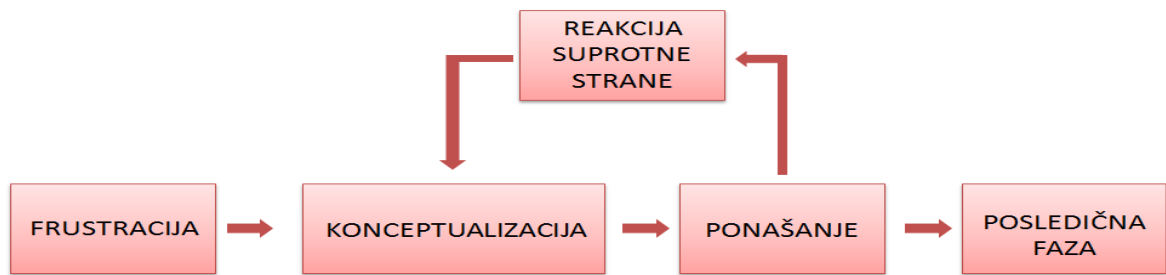 REAKCIJA
SUPROTNE
STRANE
FRUSTRACIJA
KONCEPTUALIZACIJA
PONAŠANJE
POSLEDIČNA
FAZA